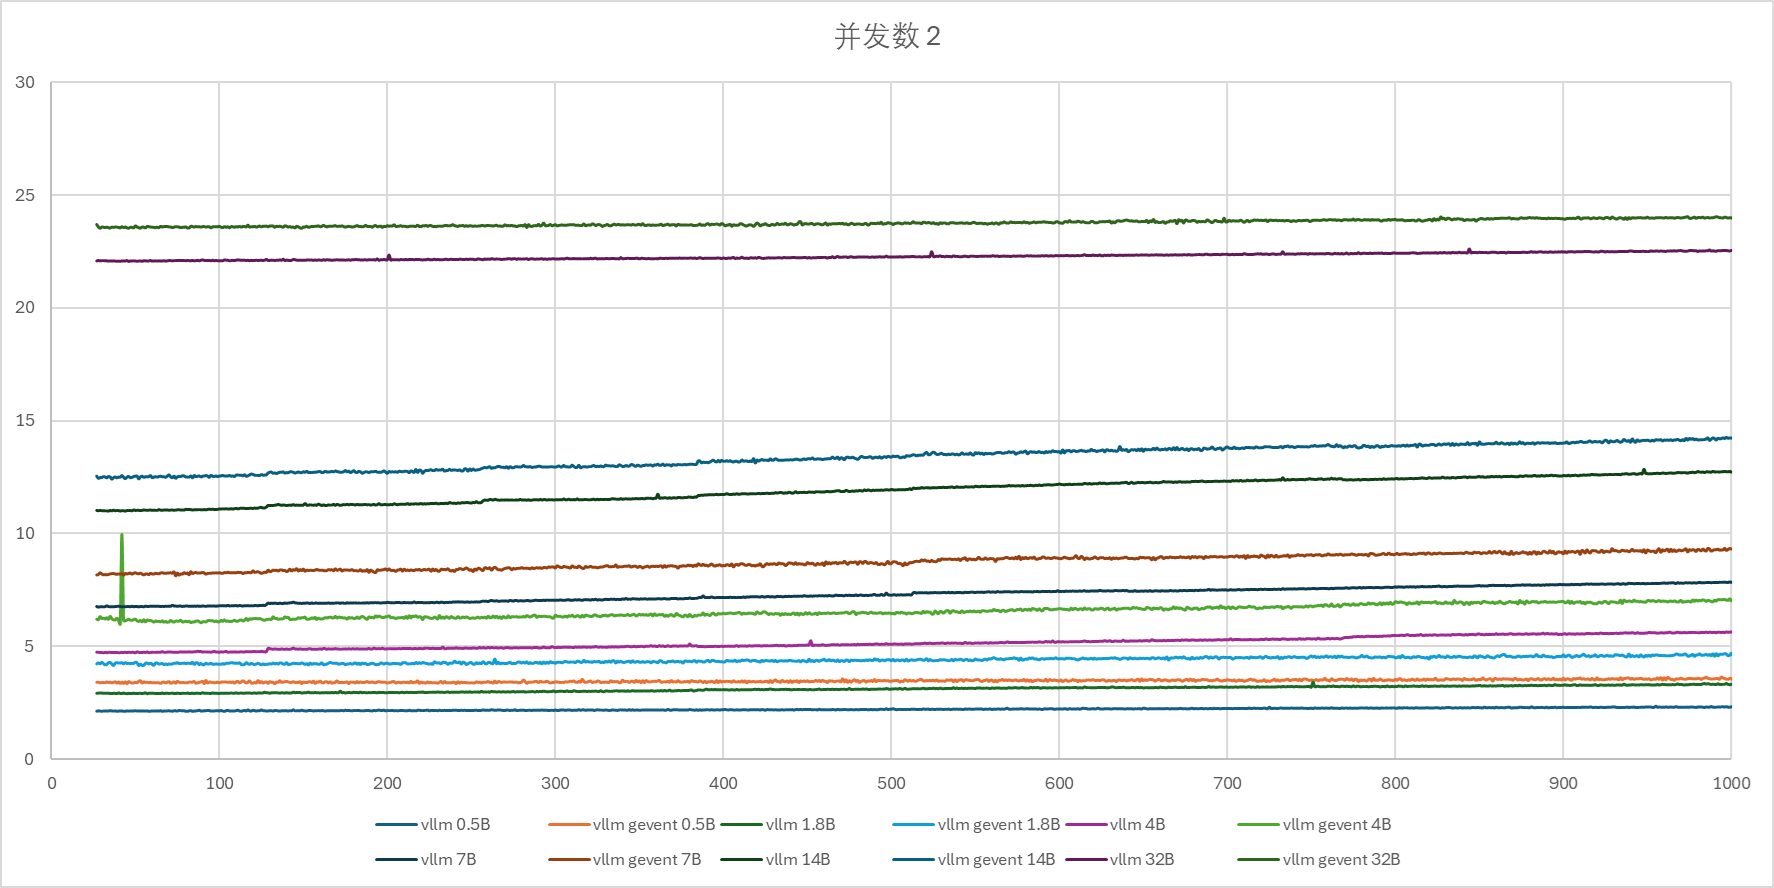 并发数 2
30
25
20
15
10
5
0
0 100 200 300 400 500 600 700 800 900 1000
vllm 0.5B vllm gevent 0.5B vllm 1.8B vllm gevent 1.8B vllm 4B vllm gevent 4B
vllm 7B vllm gevent 7B vllm 14B vllm gevent 14B vllm 32B vllm gevent 32B